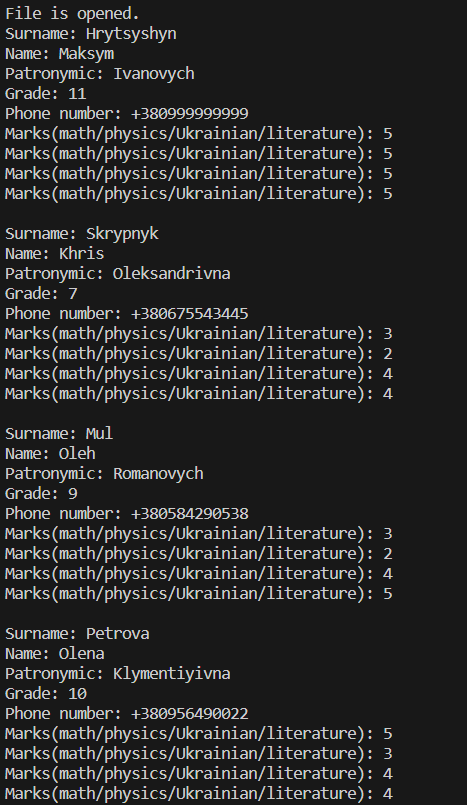 File is opened.
Surname: Hrytsyshyn
Name: Maksym
Patronymic: Ivanovych
Grade: 11
Phone number: +380999999999
Marks(math/physics/Ukrainian/literature): 5
Marks(math/physics/Ukrainian/literature): 5
Marks(math/physics/Ukrainian/literature): 5
Marks(math/physics/Ukrainian/literature): 5

Surname: Skrypnyk
Name: Khris
Patronymic: Oleksandrivna
Grade: 7
Phone number: +380675543445
Marks(math/physics/Ukrainian/literature): 3
Marks(math/physics/Ukrainian/literature): 2
Marks(math/physics/Ukrainian/literature): 4
Marks(math/physics/Ukrainian/literature): 4

Surname: Mul
Name: Oleh
Patronymic: Romanovych
Grade: 9
Phone number: +380584290538
Marks(math/physics/Ukrainian/literature): 3
Marks(math/physics/Ukrainian/literature): 2
Marks(math/physics/Ukrainian/literature): 4
Marks(math/physics/Ukrainian/literature): 5

Surname: Petrova
Name: Olena
Patronymic: Klymentiyivna
Grade: 10
Phone number: +380956490022
Marks(math/physics/Ukrainian/literature): 5
Marks(math/physics/Ukrainian/literature): 3
Marks(math/physics/Ukrainian/literature): 4
Marks(math/physics/Ukrainian/literature): 4